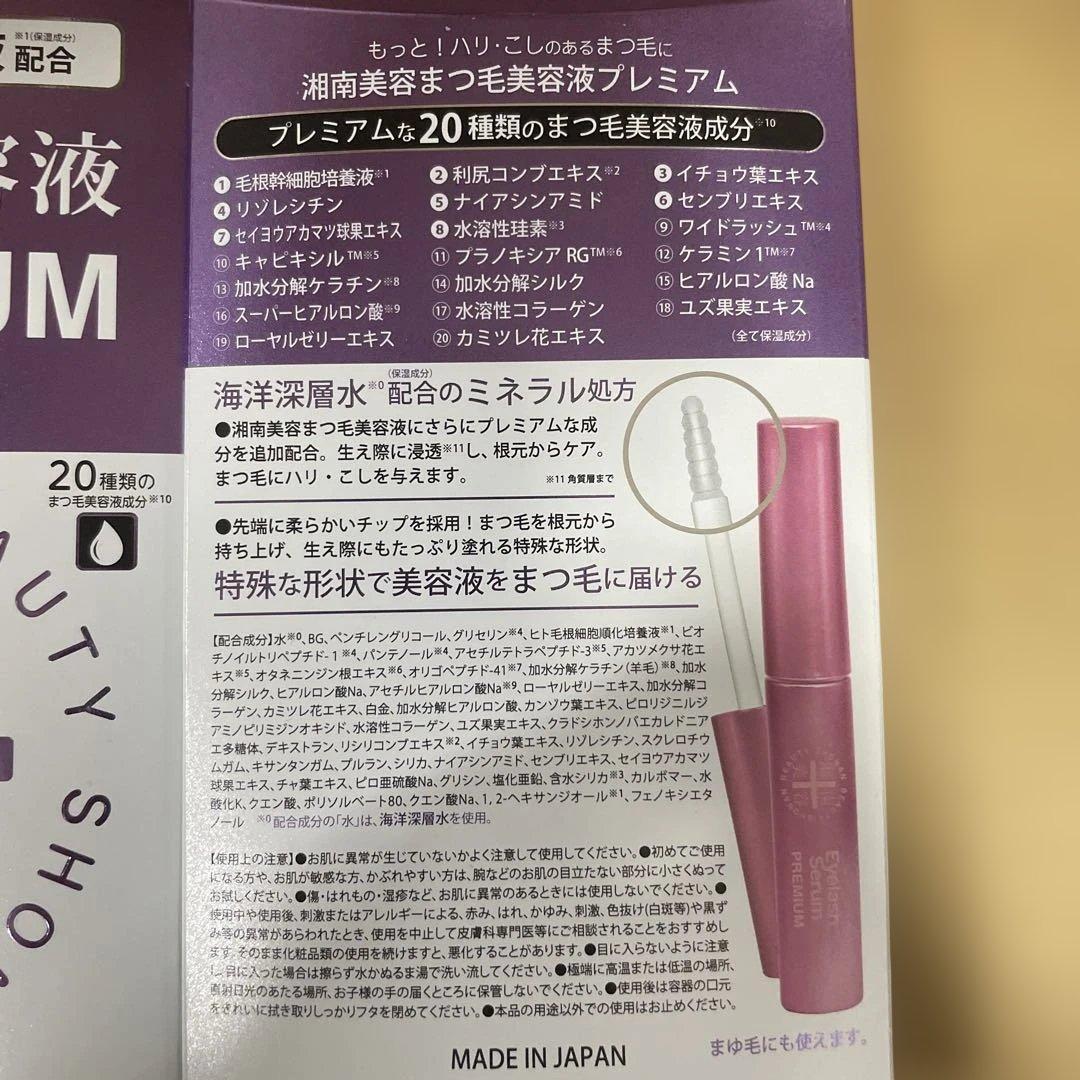 ※1(保湿成分)
配合
容液
UM
20種類の
まつ毛美容液成分※10
AUTY SHO
もっと！ハリ・こしのあるまつ毛に
湘南美容まつ毛美容液プレミアム
プレミアムな20種類のまつ毛美容液成分※10
❶毛根幹細胞培養液※1 ❷利尻コンブエキス※2 ❸イチョウ葉エキス
❹リゾレシチン ❺ナイアシンアミド ❻センブリエキス
❼セイヨウアカマツ球果エキス ❽水溶性珪素※3 ⑨ワイドラッシュTM※4
⑩キャピキシルTM※5 ⑪プラノキシア RGTM※6 ⑫ケラミン1TM※7
⑬加水分解ケラチン※8 ⑭加水分解シルク ⑮ヒアルロン酸 Na
⑯スーパーヒアルロン酸※9 ⑰水溶性コラーゲン ⑱ユズ果実エキス
⑲ローヤルゼリーエキス ⑳カミツレ花エキス (全て保湿成分)
海洋深層水※0(保湿成分)配合のミネラル処方
●湘南美容まつ毛美容液にさらにプレミアムな成
分を追加配合。生え際に浸透※11し、根元からケア。
まつ毛にハリ・こしを与えます。 ※11 角質層まで
●先端に柔らかいチップを採用！まつ毛を根元から
持ち上げ、生え際にもたっぷり塗れる特殊な形状。
特殊な形状で美容液をまつ毛に届ける
【配合成分】水※0、BG、ペンチレングリコール、グリセリン※4、ヒト毛根細胞順化培養液※1、ビオ
チノイルトリペプチド-1※4、パンテノール※4、アセチルテトラペプチド-3※5、アカツメクサ花エ
キス※5、オタネニンジン根エキス※6、オリゴペプチド-41※7、加水分解ケラチン(羊毛)※8、加水
分解シルク、ヒアルロン酸Na、アセチルヒアルロン酸Na※9、ローヤルゼリーエキス、加水分解コ
ラーゲン、カミツレ花エキス、白金、加水分解ヒアルロン酸、カンゾウ葉エキス、ピロリジニルジ
アミノピリミジンオキシド、水溶性コラーゲン、ユズ果実エキス、クラドシホンノバエカレドニア
エ多糖体、デキストラン、リシリコンブエキス※2、イチョウ葉エキス、リゾレシチン、スクレロチウ
ムガム、キサンタンガム、プルラン、シリカ、ナイアシンアミド、センブリエキス、セイヨウアカマツ
球果エキス、チャ葉エキス、ピロ亜硫酸Na、グリシン、塩化亜鉛、含水シリカ※3、カルボマー、水
酸化K、クエン酸、ポリソルベート80、クエン酸Na、1, 2-ヘキサンジオール※1、フェノキシエタ
ノール ※0 配合成分の「水」は、海洋深層水を使用。
【使用上の注意】●お肌に異常が生じていないかよく注意して使用してください。●初めてご使用
になる方や、お肌が敏感な方、かぶれやすい方は、腕などのお肌の目立たない部分に小さくぬって
お試しください。●傷・はれもの・湿疹など、お肌に異常のあるときには使用しないでください。●
使用中や使用後、刺激またはアレルギーによる、赤み、はれ、かゆみ、刺激、色抜け(白斑等)や黒ず
み等の異常があらわれたとき、使用を中止して皮膚科専門医等にご相談されることをおすすめし
ます。そのまま化粧品類の使用を続けますと、悪化することがあります。●目に入らないように注意
し、目に入った場合は擦らず水かぬるま湯で洗い流してください。●極端に高温または低温の場所、
直射日光のあたる場所、お子様の手の届くところに保管しないでください。●使用後は容器の口元
をきれいに拭き取りしっかりフタを閉めてください。●本品の用途以外での使用はお止めください。
MADE IN JAPAN
まゆ毛にも使えます。
Eyelash
Serum
PREMIUM